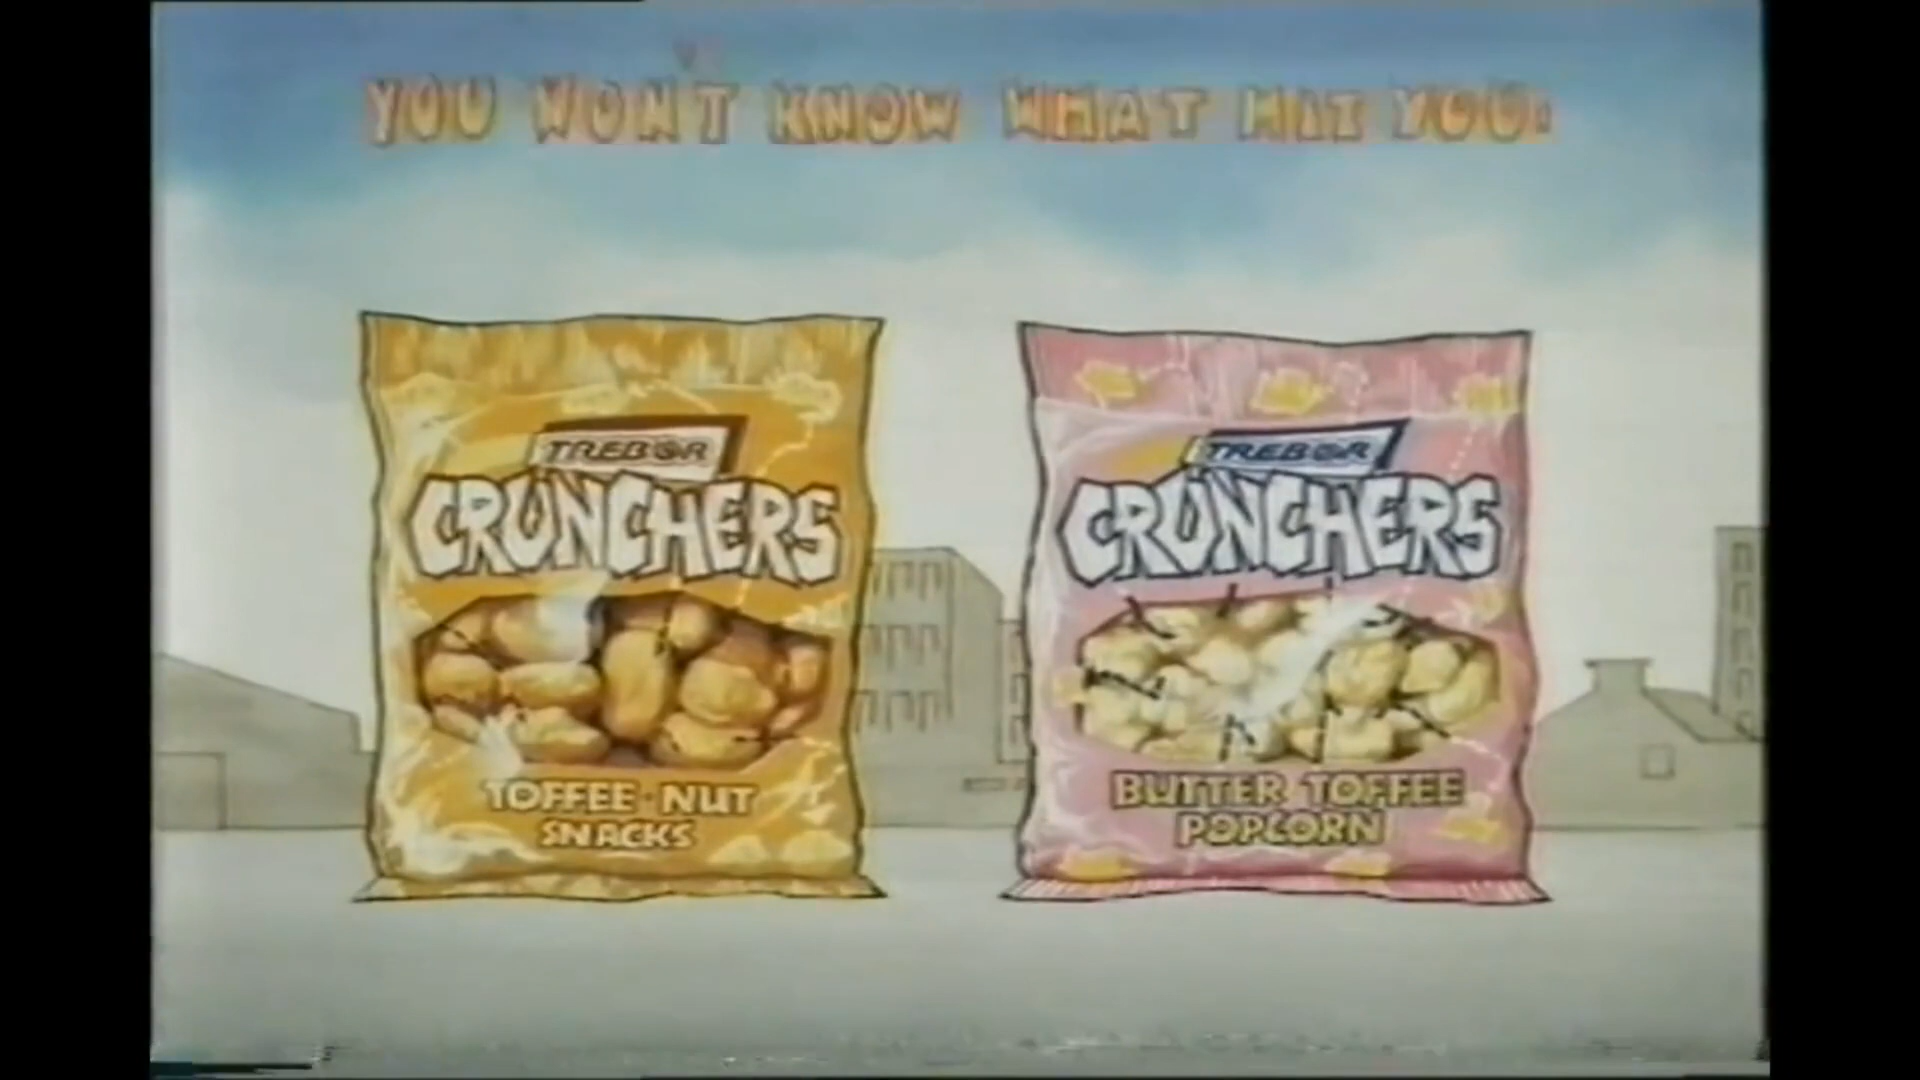 YOU WON'T KNOW WHAT HIT YOU!
TREBOR
CRUNCHERS
TOFFEE·NUT
SNACKS
TREBOR
CRUNCHERS
BUTTER TOFFEE
POPCORN